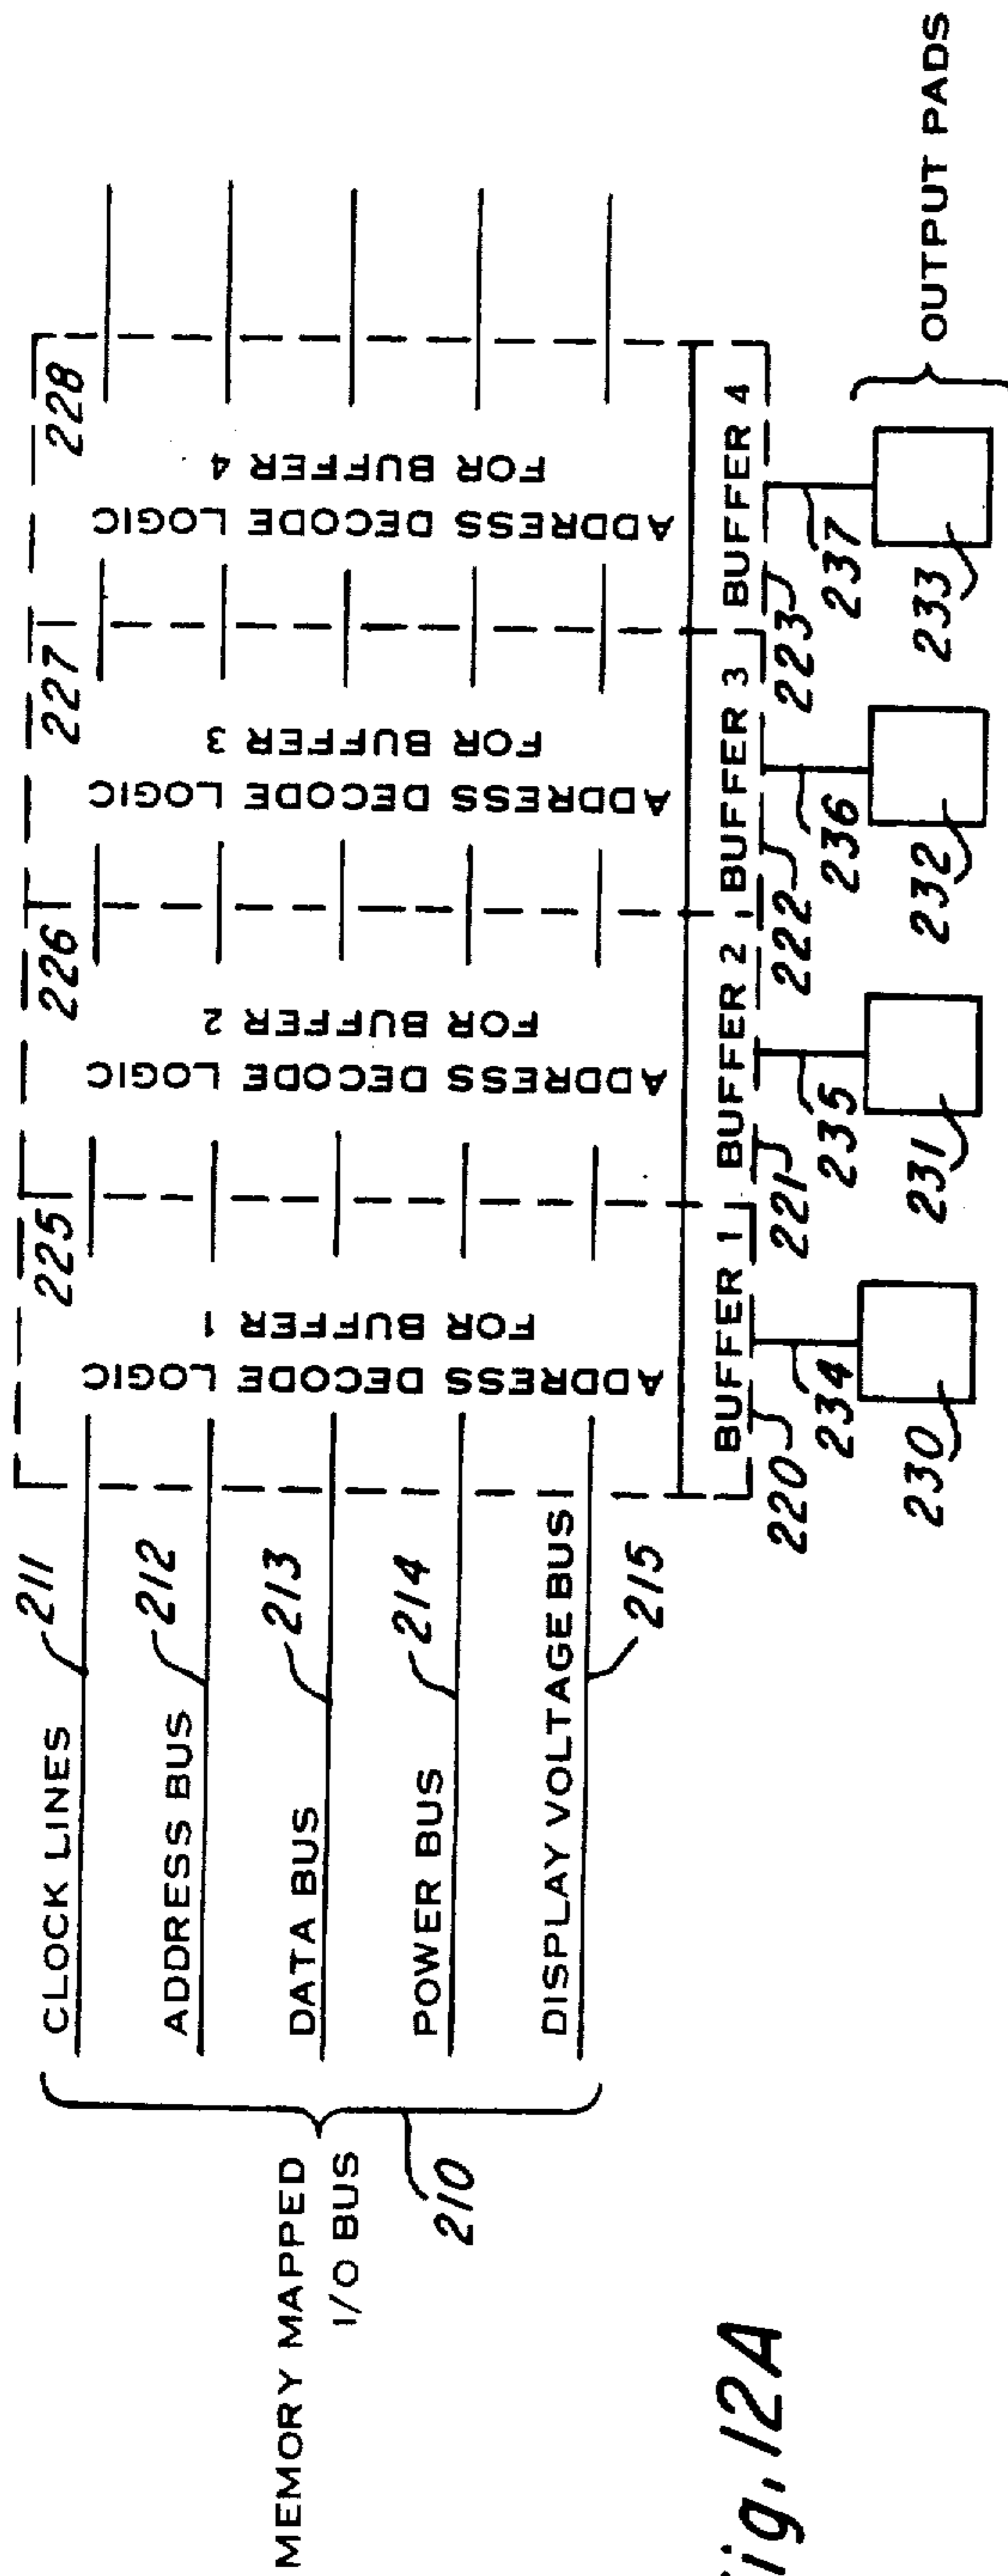 MEMORY MAPPED
I/O BUS
210
CLOCK LINES
211
ADDRESS BUS
212
DATA BUS
213
POWER BUS
214
DISPLAY VOLTAGE BUS
215
225
226
227
228
ADDRESS DECODE LOGIC
FOR BUFFER 1
ADDRESS DECODE LOGIC
FOR BUFFER 2
ADDRESS DECODE LOGIC
FOR BUFFER 3
ADDRESS DECODE LOGIC
FOR BUFFER 4
BUFFER 1
BUFFER 2
BUFFER 3
BUFFER 4
220
221
222
223
234
235
236
237
230
231
232
233
OUTPUT PADS
Fig. 12A